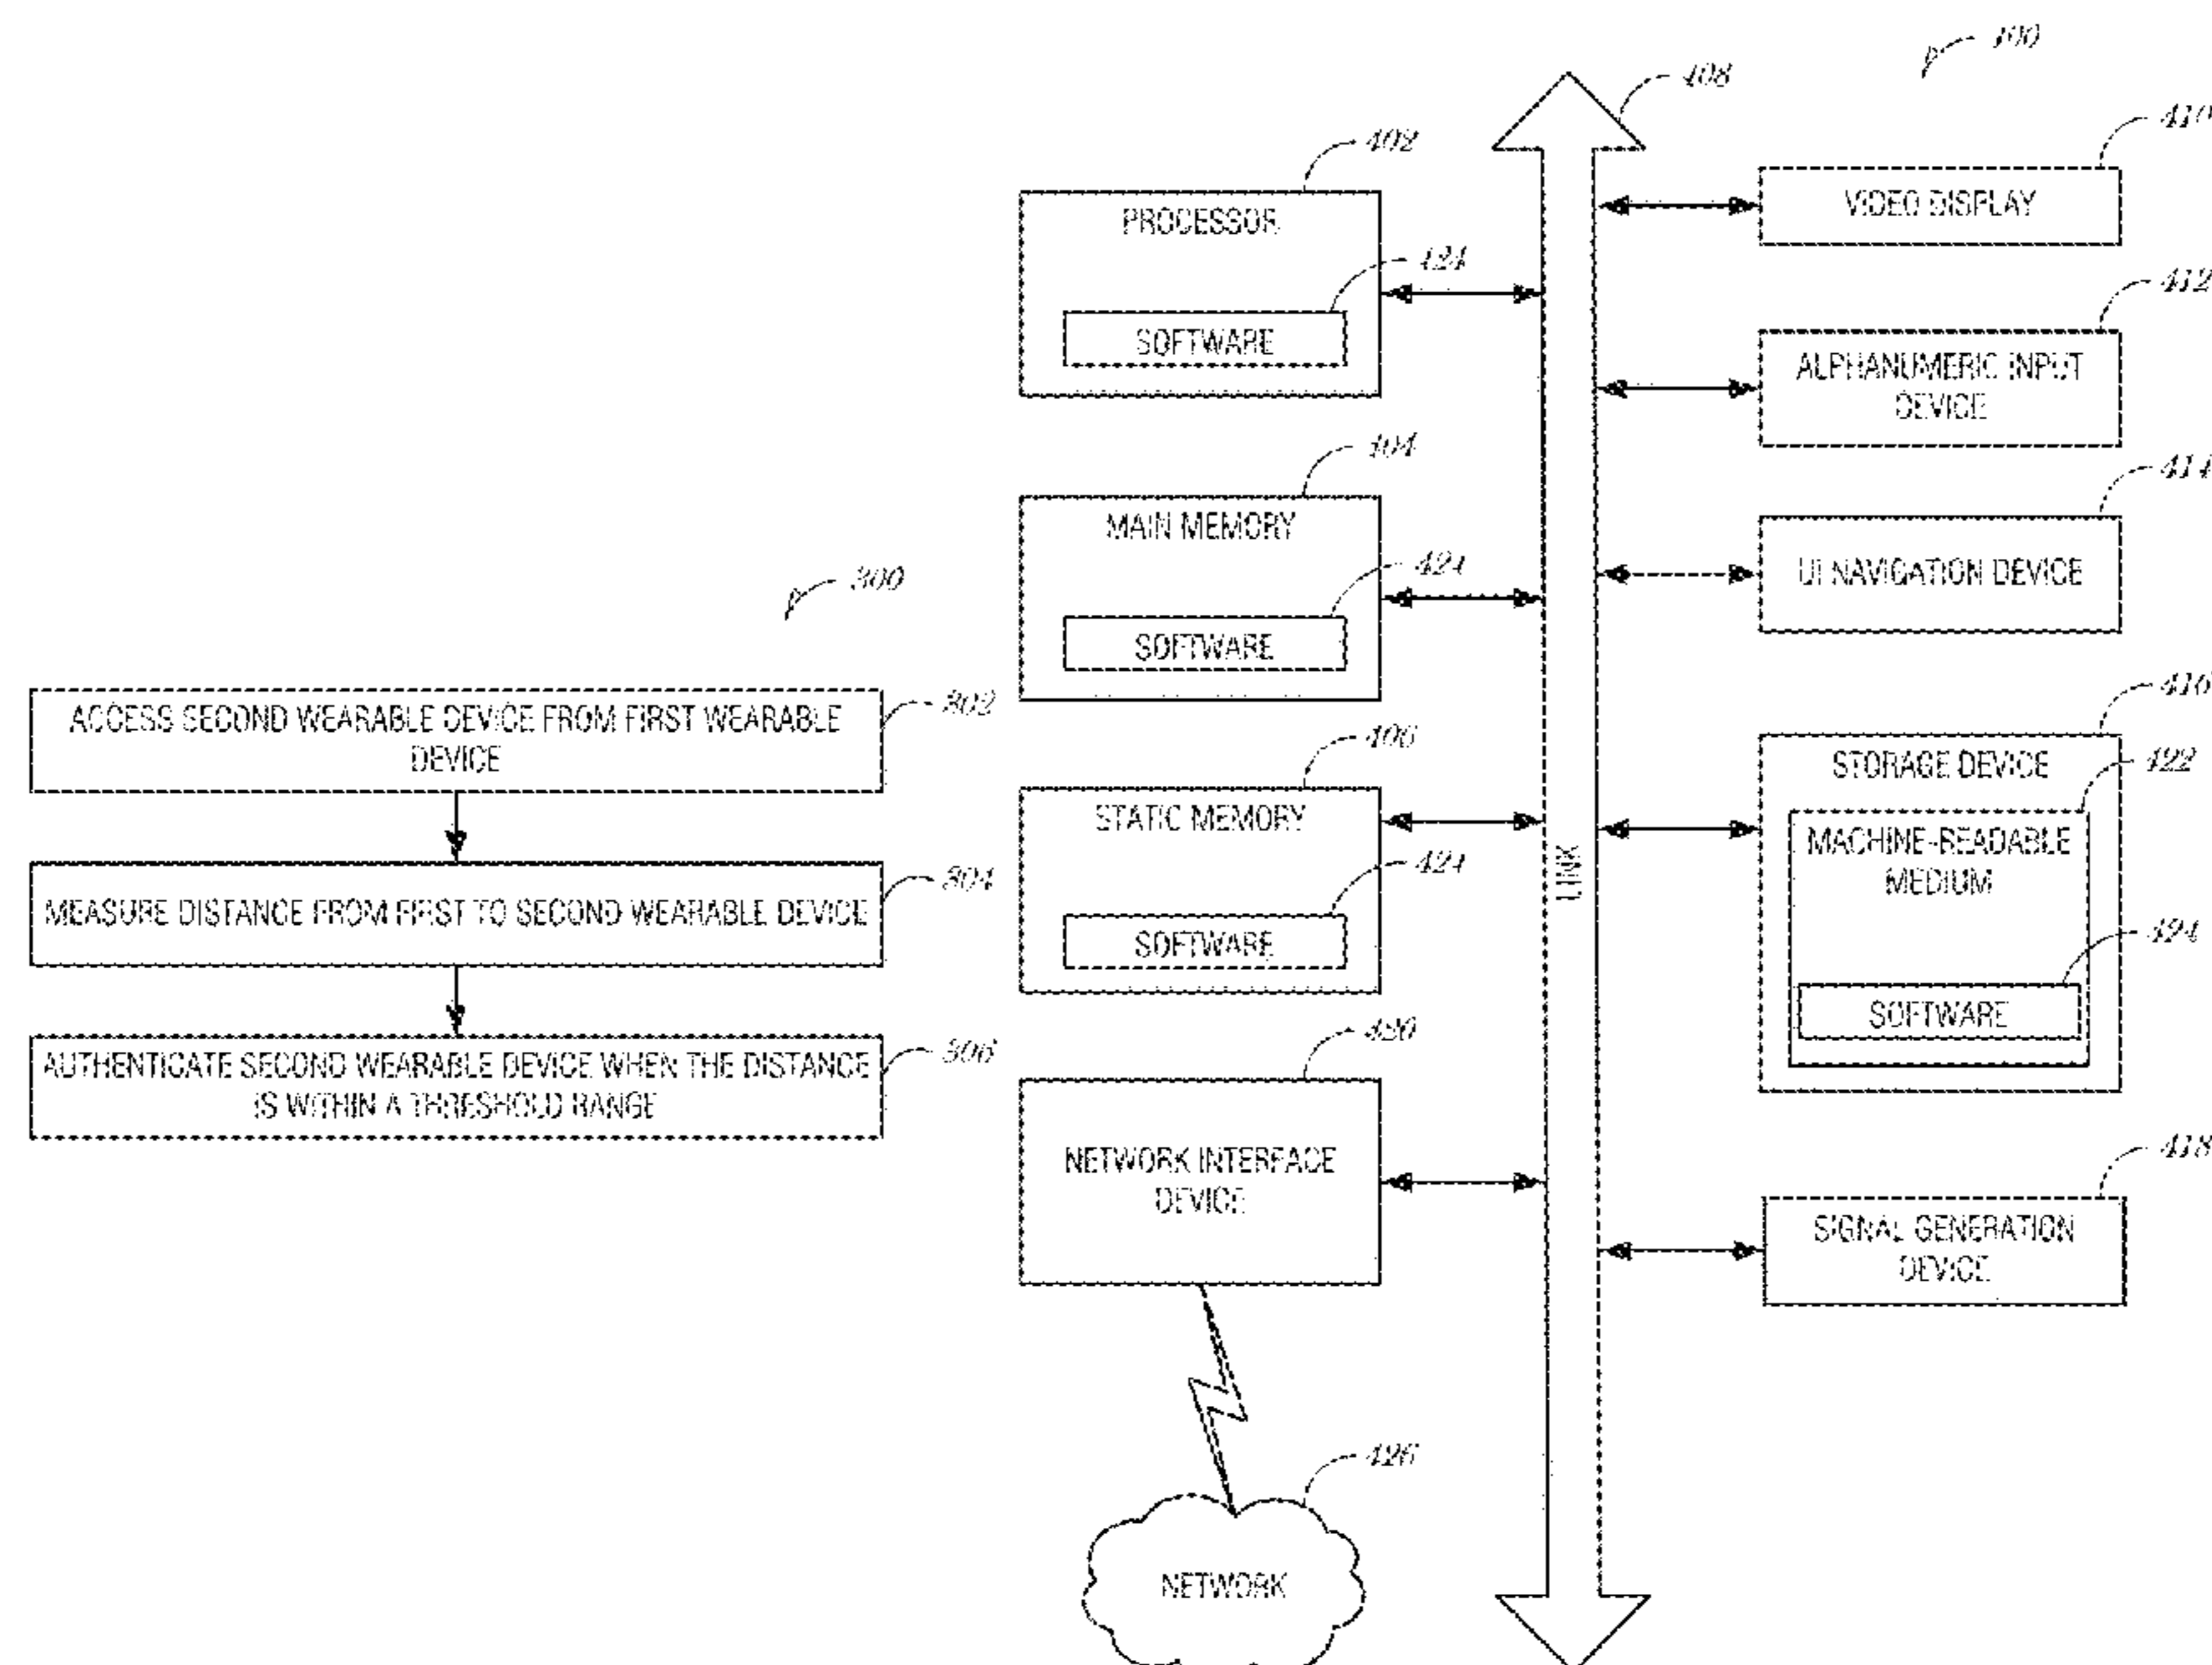 300
ACCESS SECOND WEARABLE DEVICE FROM FIRST WEARABLE
DEVICE
302
MEASURE DISTANCE FROM FIRST TO SECOND WEARABLE DEVICE
304
AUTHENTICATE SECOND WEARABLE DEVICE WHEN THE DISTANCE
IS WITHIN A THRESHOLD RANGE
306
400
408
LINK
402
PROCESSOR
424
SOFTWARE
404
MAIN MEMORY
424
SOFTWARE
406
STATIC MEMORY
424
SOFTWARE
420
NETWORK INTERFACE
DEVICE
426
NETWORK
410
VIDEO DISPLAY
412
ALPHANUMERIC INPUT
DEVICE
414
UI NAVIGATION DEVICE
416
STORAGE DEVICE
422
MACHINE-READABLE
MEDIUM
424
SOFTWARE
418
SIGNAL GENERATION
DEVICE